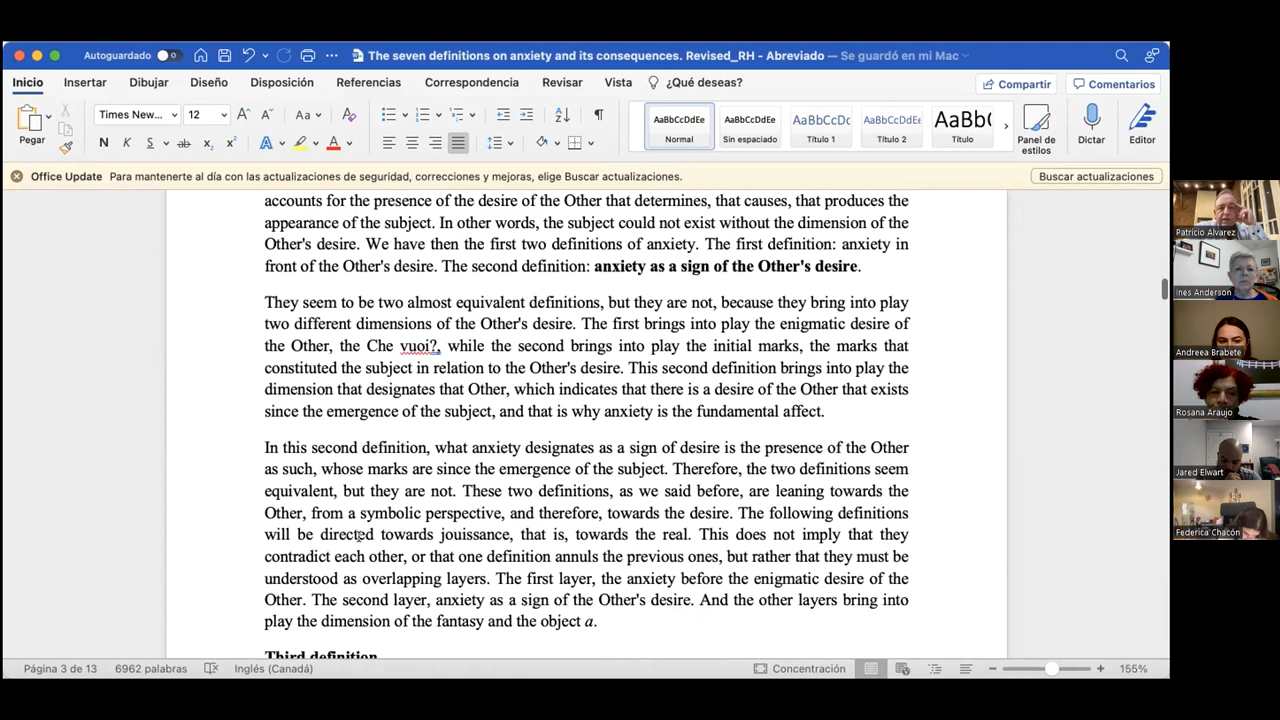 Autoguardado
The seven definitions on anxiety and its consequences. Revised_RH - Abreviado — Se guardó en mi Mac
Inicio Insertar Dibujar Diseño Disposición Referencias Correspondencia Revisar Vista ¿Qué deseas? Compartir Comentarios
Pegar
Times New... 12
N K S ab x₂ x²
AaBbCcDdEe AaBbCcDdEe AaBbCcDc AaBbCcDdEe AaBb(
Normal Sin espaciado Título 1 Título 2 Título
Panel de estilos
Dictar Editor
Office Update Para mantenerte al día con las actualizaciones de seguridad, correcciones y mejoras, elige Buscar actualizaciones. Buscar actualizaciones
accounts for the presence of the desire of the Other that determines, that causes, that produces the
appearance of the subject. In other words, the subject could not exist without the dimension of the
Other's desire. We have then the first two definitions of anxiety. The first definition: anxiety in
front of the Other's desire. The second definition: anxiety as a sign of the Other's desire.
They seem to be two almost equivalent definitions, but they are not, because they bring into play
two different dimensions of the Other's desire. The first brings into play the enigmatic desire of
the Other, the Che vuoi?, while the second brings into play the initial marks, the marks that
constituted the subject in relation to the Other's desire. This second definition brings into play the
dimension that designates that Other, which indicates that there is a desire of the Other that exists
since the emergence of the subject, and that is why anxiety is the fundamental affect.
In this second definition, what anxiety designates as a sign of desire is the presence of the Other
as such, whose marks are since the emergence of the subject. Therefore, the two definitions seem
equivalent, but they are not. These two definitions, as we said before, are leaning towards the
Other, from a symbolic perspective, and therefore, towards the desire. The following definitions
will be directed towards jouissance, that is, towards the real. This does not imply that they
contradict each other, or that one definition annuls the previous ones, but rather that they must be
understood as overlapping layers. The first layer, the anxiety before the enigmatic desire of the
Other. The second layer, anxiety as a sign of the Other's desire. And the other layers bring into
play the dimension of the fantasy and the object a.
Third definition
Página 3 de 13 6962 palabras Inglés (Canadá) Concentración 155%
Patricio Alvarez
Ines Anderson
Andreea Brabete
Rosana Araujo
Jared Elwart
Federica Chacón